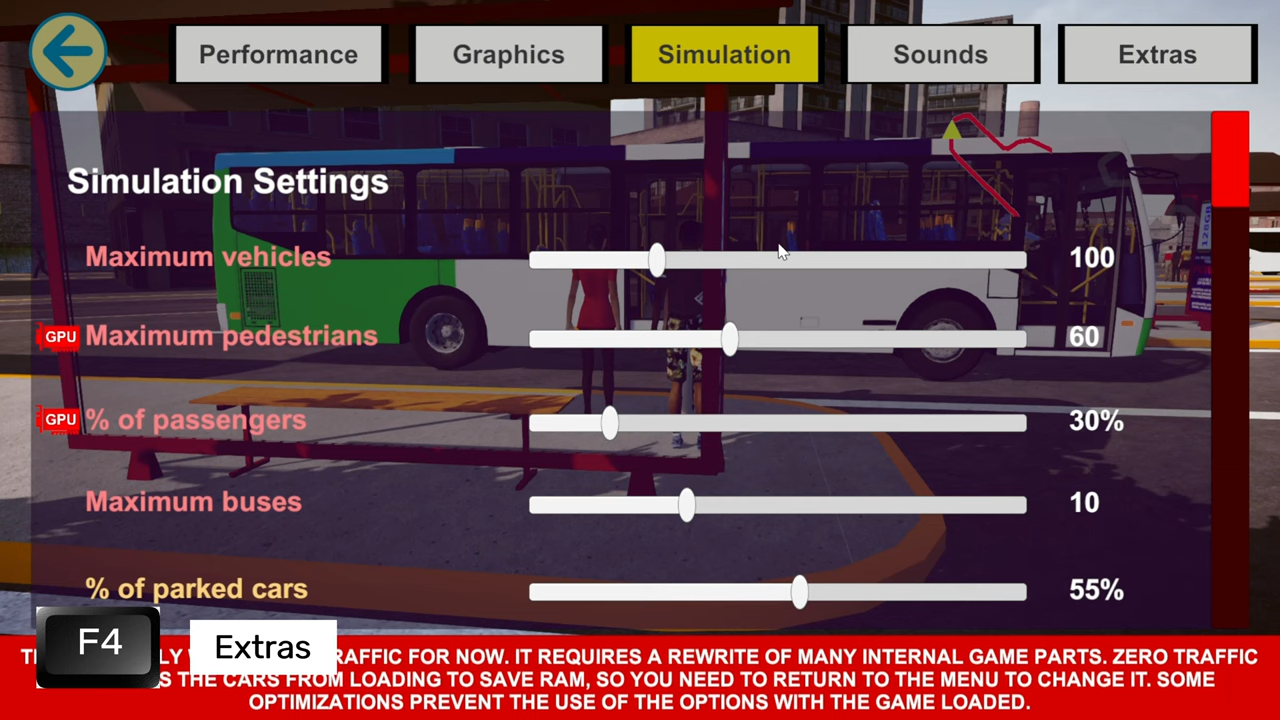 Performance
Graphics
Simulation
Sounds
Extras
Simulation Settings
Maximum vehicles 100
GPU Maximum pedestrians 60
GPU % of passengers 30%
Maximum buses 10
% of parked cars 55%
F4 Extras
RAFFIC FOR NOW. IT REQUIRES A REWRITE OF MANY INTERNAL GAME PARTS. ZERO TRAFFIC
S THE CARS FROM LOADING TO SAVE RAM, SO YOU NEED TO RETURN TO THE MENU TO CHANGE IT. SOME
OPTIMIZATIONS PREVENT THE USE OF THE OPTIONS WITH THE GAME LOADED.